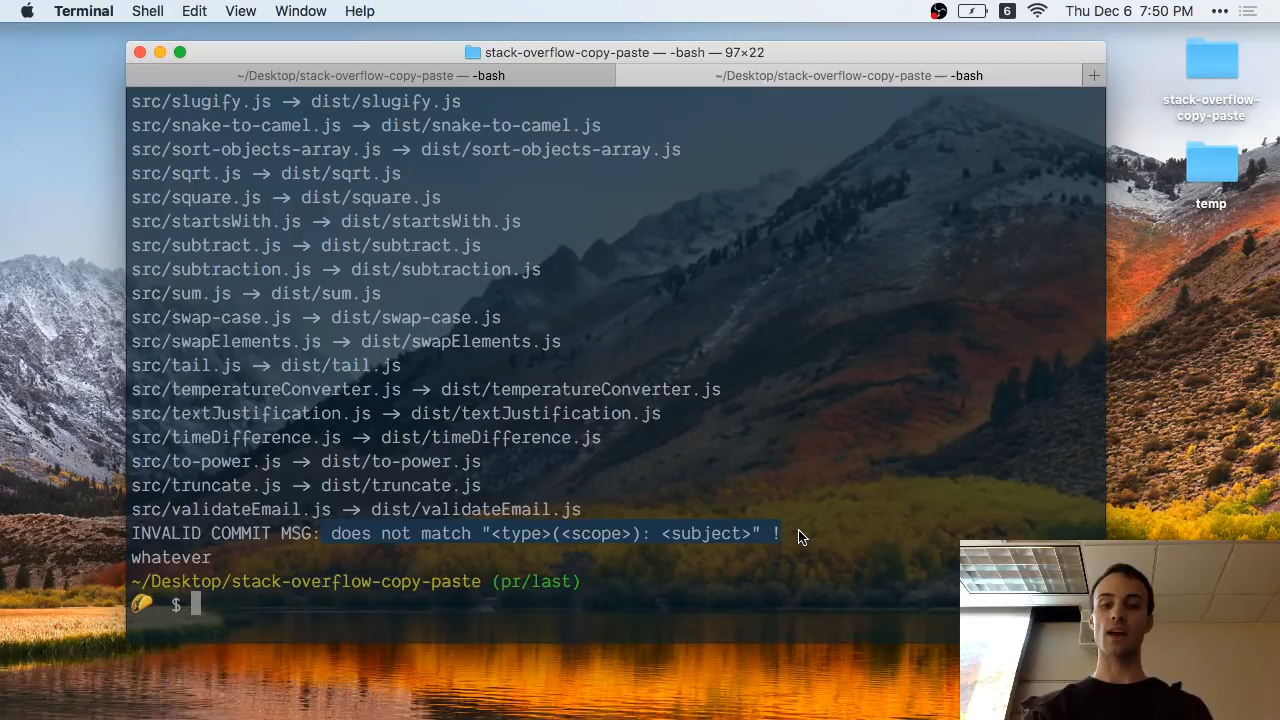 Terminal Shell Edit View Window Help 6 Thu Dec 6 7:50 PM
stack-overflow-copy-paste — -bash — 97×22
~/Desktop/stack-overflow-copy-paste — -bash ~/Desktop/stack-overflow-copy-paste — -bash +
src/slugify.js → dist/slugify.js
src/snake-to-camel.js → dist/snake-to-camel.js
src/sort-objects-array.js → dist/sort-objects-array.js
src/sqrt.js → dist/sqrt.js
src/square.js → dist/square.js
src/startsWith.js → dist/startsWith.js
src/subtract.js → dist/subtract.js
src/subtraction.js → dist/subtraction.js
src/sum.js → dist/sum.js
src/swap-case.js → dist/swap-case.js
src/swapElements.js → dist/swapElements.js
src/tail.js → dist/tail.js
src/temperatureConverter.js → dist/temperatureConverter.js
src/textJustification.js → dist/textJustification.js
src/timeDifference.js → dist/timeDifference.js
src/to-power.js → dist/to-power.js
src/truncate.js → dist/truncate.js
src/validateEmail.js → dist/validateEmail.js
INVALID COMMIT MSG: does not match "<type>(<scope>): <subject>" !
whatever
~/Desktop/stack-overflow-copy-paste (pr/last)
🌮 $
stack-overflow-
copy-paste
temp